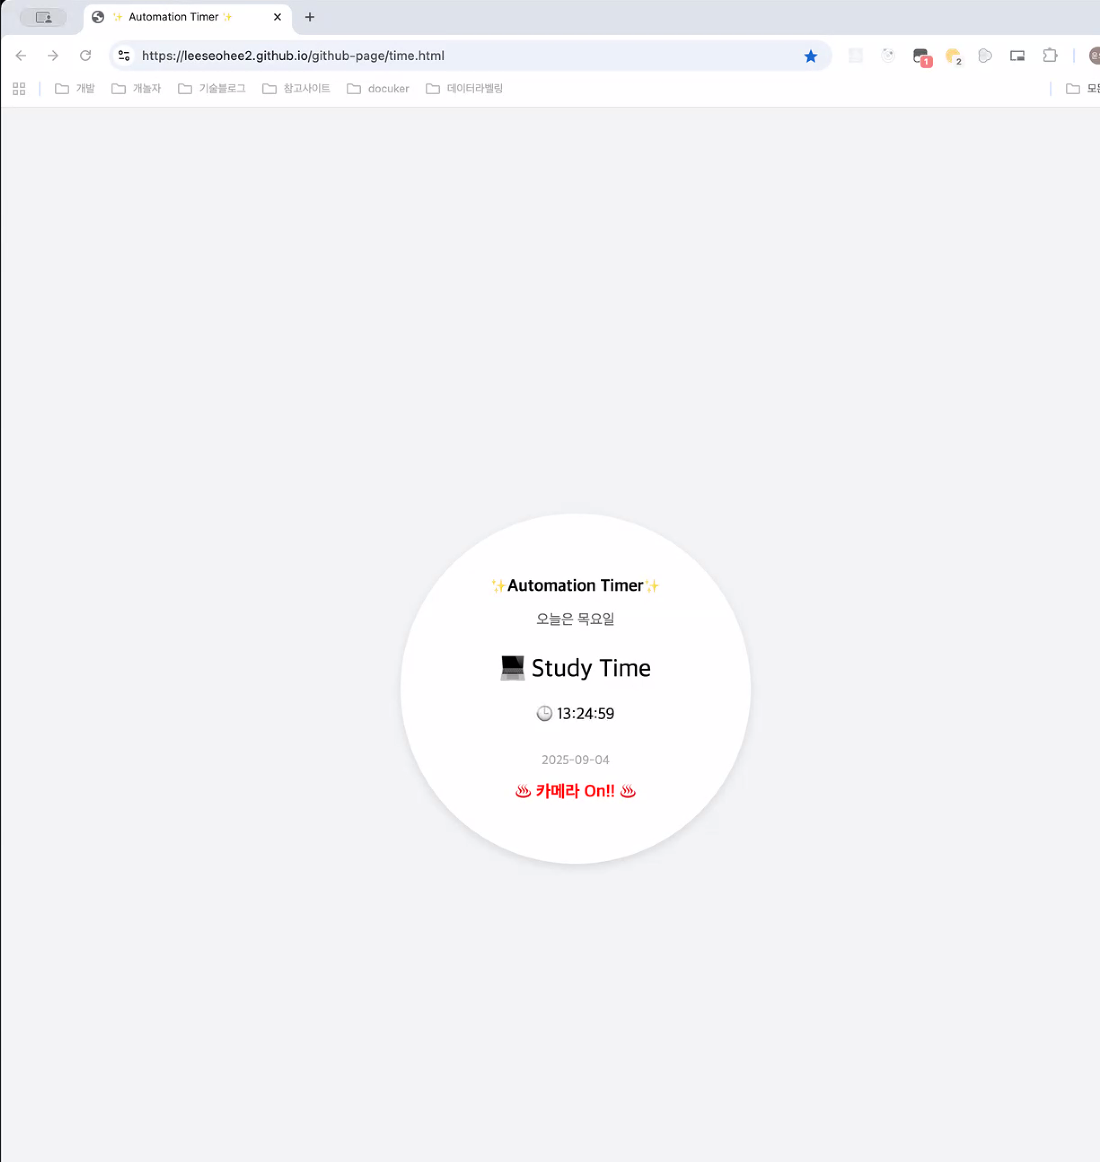 ✨ Automation Timer ✨
https://leeseohee2.github.io/github-page/time.html
1
2
개발
개놀자
기술블로그
참고사이트
docuker
데이터라벨링
✨Automation Timer✨
오늘은 목요일
💻 Study Time
🕒 13:24:59
2025-09-04
♨ 카메라 On!! ♨